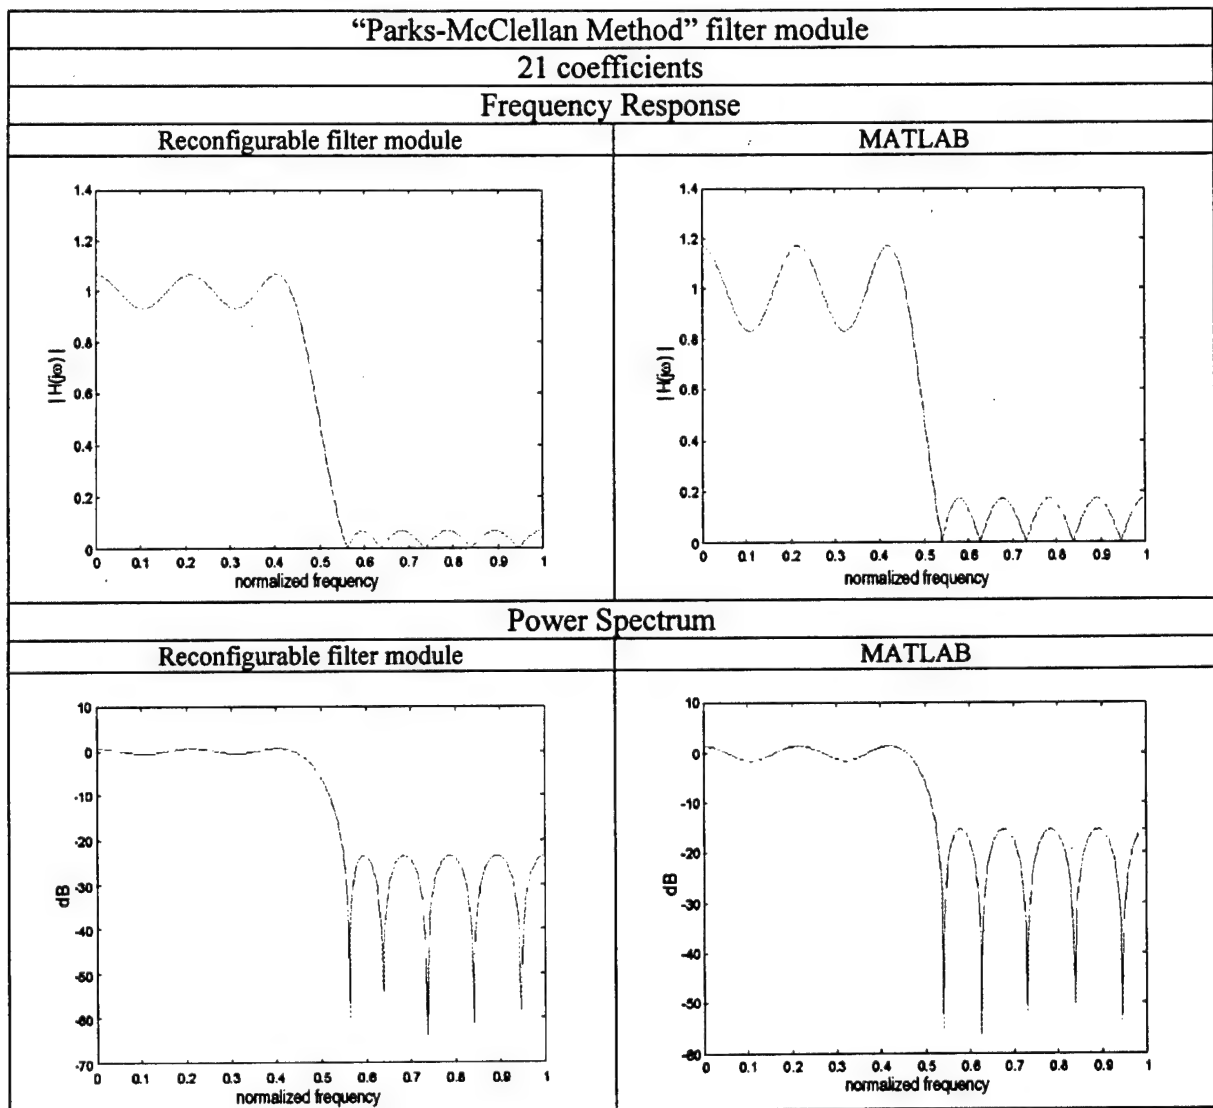 “Parks-McClellan Method” filter module
21 coefficients
Frequency Response
Reconfigurable filter module
MATLAB
1.4
1.2
1
0.8
0.6
0.4
0.2
0
| H(jω) |
0 0.1 0.2 0.3 0.4 0.5 0.6 0.7 0.8 0.9 1
normalized frequency
1.4
1.2
1
0.8
0.6
0.4
0.2
0
| H(jω) |
0 0.1 0.2 0.3 0.4 0.5 0.6 0.7 0.8 0.9 1
normalized frequency
Power Spectrum
Reconfigurable filter module
MATLAB
10
0
-10
-20
-30
-40
-50
-60
-70
dB
0 0.1 0.2 0.3 0.4 0.5 0.6 0.7 0.8 0.9 1
normalized frequency
10
0
-10
-20
-30
-40
-50
-60
dB
0 0.1 0.2 0.3 0.4 0.5 0.6 0.7 0.8 0.9 1
normalized frequency